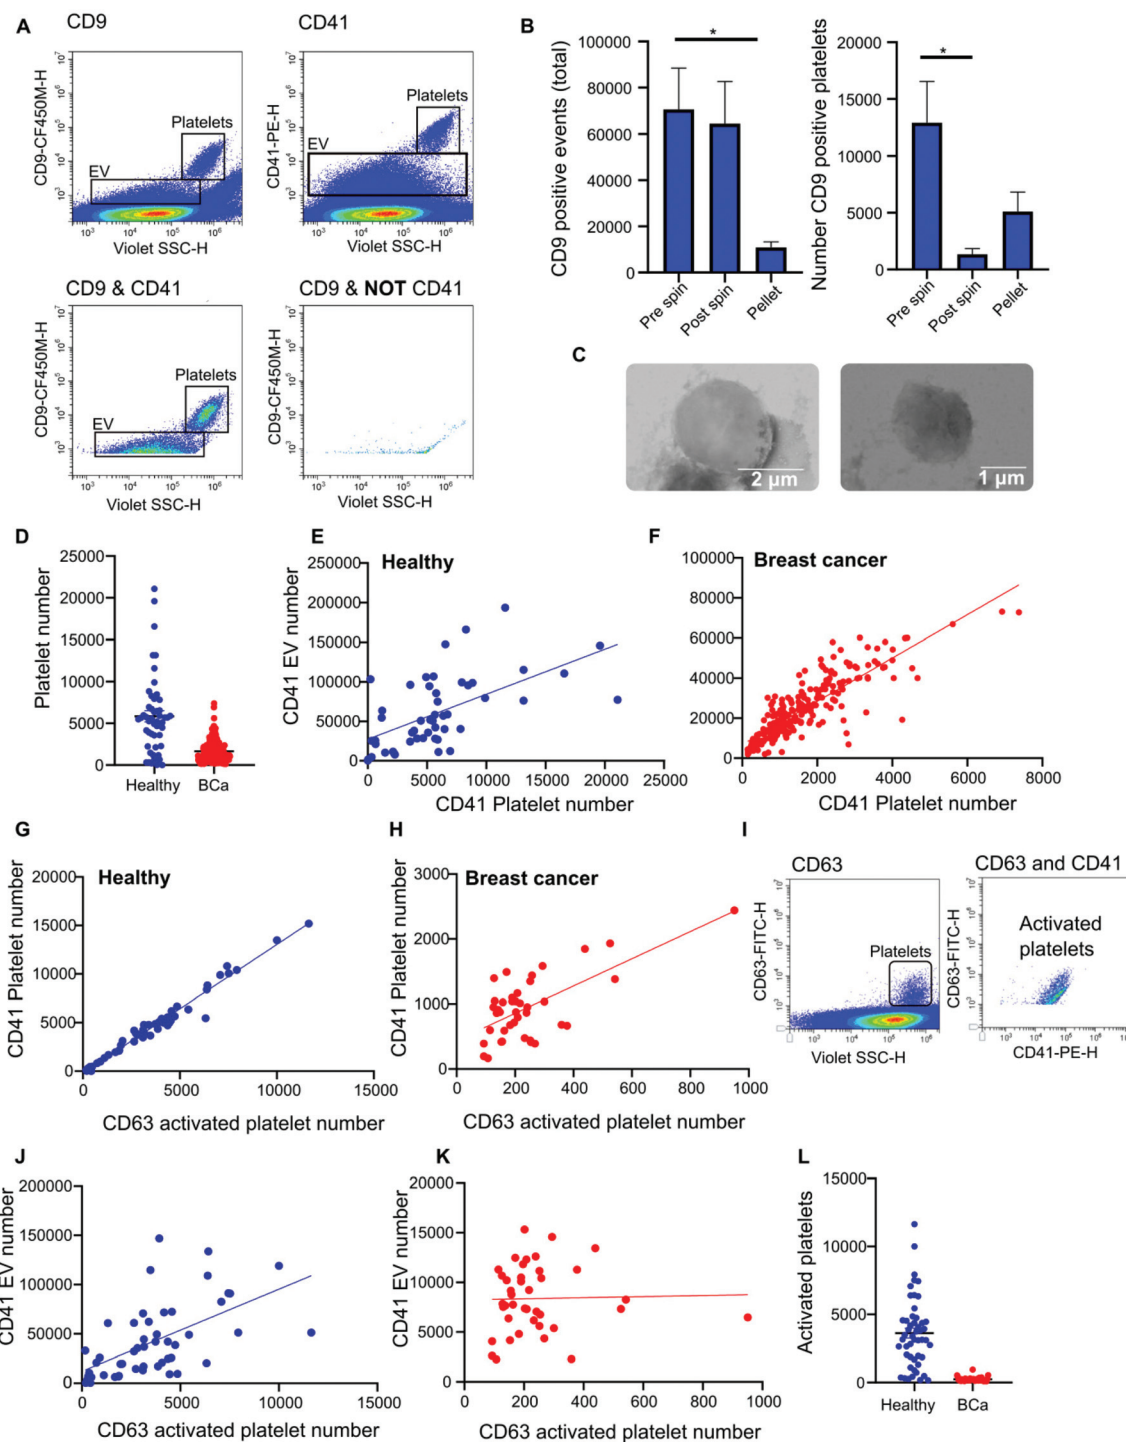 A
CD9
CD41
CD9-CF450M-H
Platelets
EV
Violet SSC-H
CD41-PE-H
Platelets
EV
Violet SSC-H
CD9 & CD41
CD9 & NOT CD41
CD9-CF450M-H
Platelets
EV
Violet SSC-H
CD9-CF450M-H
Violet SSC-H
B
CD9 positive events (total)
100000
80000
60000
40000
20000
0
*
Pre spin
Post spin
Pellet
Number CD9 positive platelets
20000
15000
10000
5000
0
*
Pre spin
Post spin
Pellet
C
2 μm
1 μm
D
Platelet number
25000
20000
15000
10000
5000
0
Healthy
BCa
E
Healthy
CD41 EV number
250000
200000
150000
100000
50000
0
0 5000 10000 15000 20000 25000
CD41 Platelet number
F
Breast cancer
100000
80000
60000
40000
20000
0
0 2000 4000 6000 8000
CD41 Platelet number
G
Healthy
CD41 Platelet number
20000
15000
10000
5000
0
0 5000 10000 15000
CD63 activated platelet number
H
Breast cancer
CD41 Platelet number
3000
2000
1000
0
0 200 400 600 800 1000
CD63 activated platelet number
I
CD63
CD63 and CD41
CD63-FITC-H
Platelets
Violet SSC-H
CD63-FITC-H
Activated
platelets
CD41-PE-H
J
CD41 EV number
200000
150000
100000
50000
0
0 5000 10000 15000
CD63 activated platelet number
K
CD41 EV number
20000
15000
10000
5000
0
0 200 400 600 800 1000
CD63 activated platelet number
L
Activated platelets
15000
10000
5000
0
Healthy
BCa